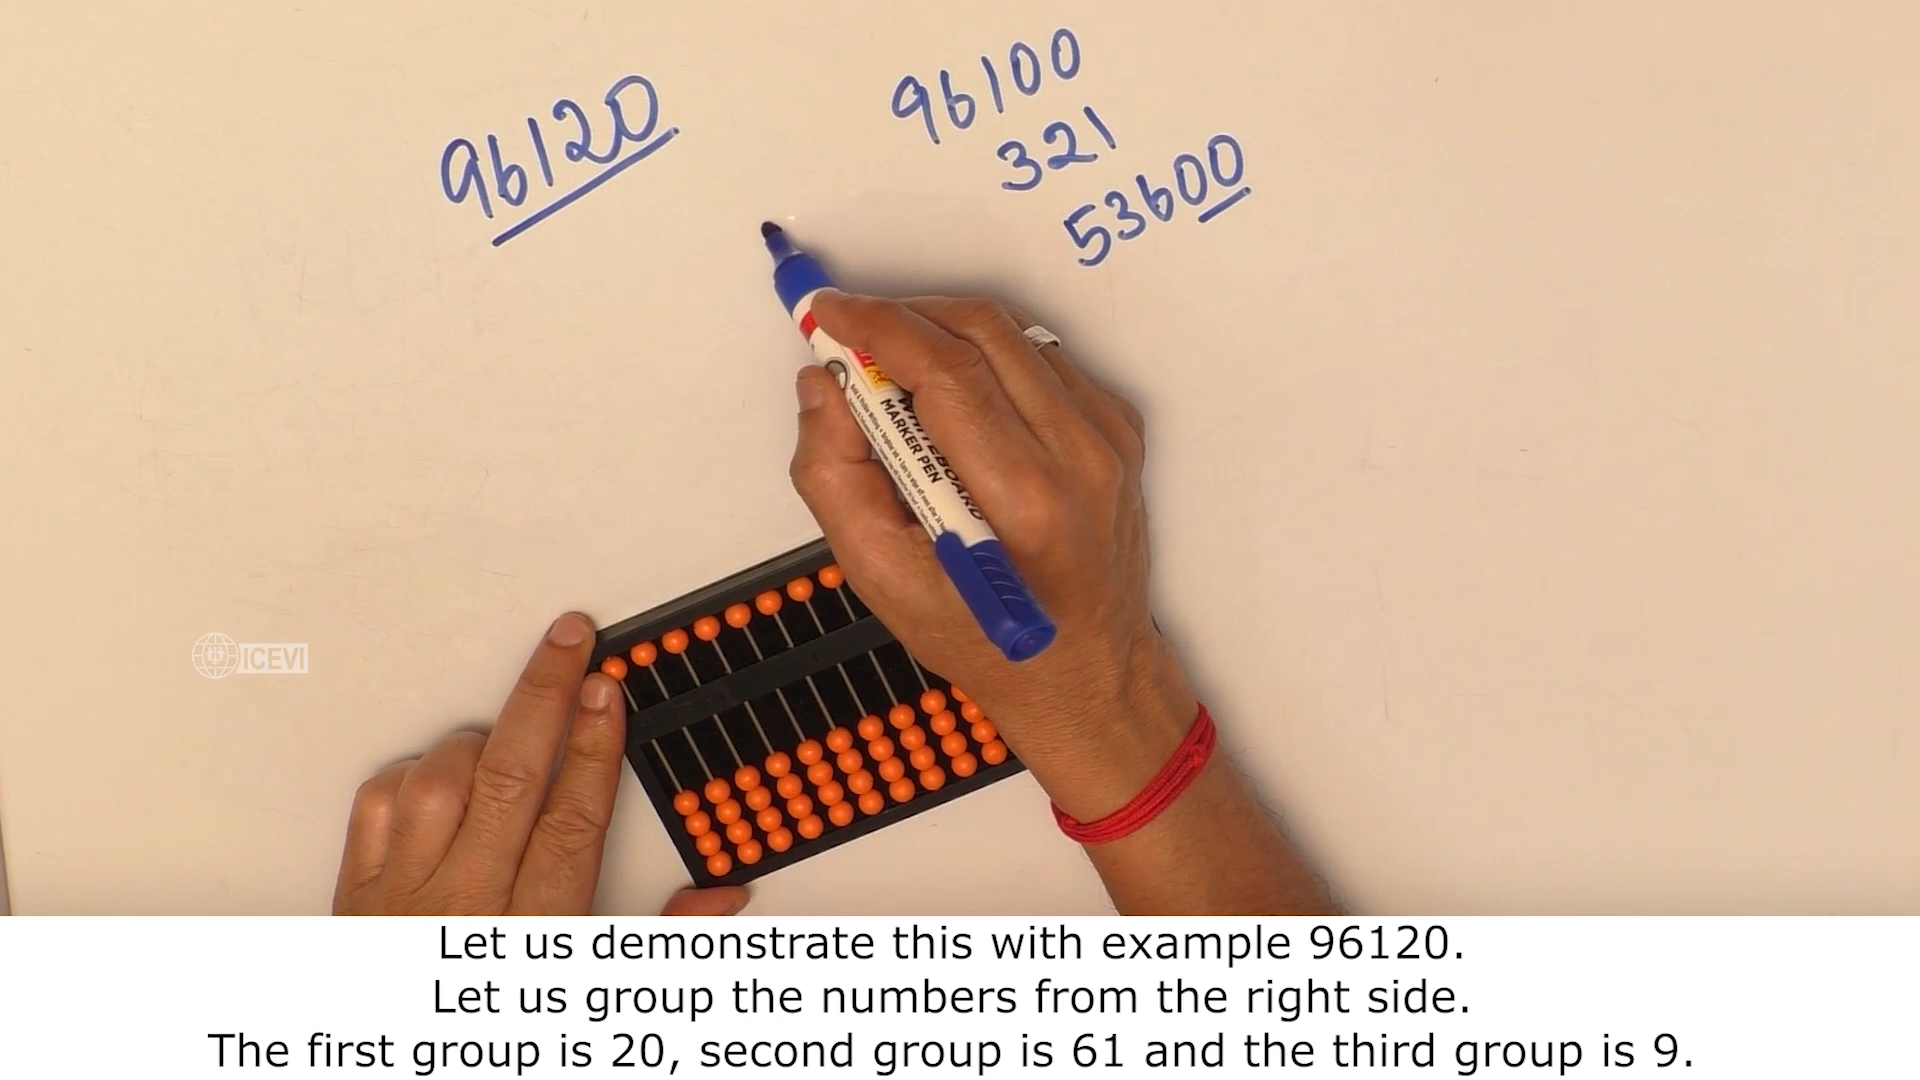 96120
96100
321
53600
WHITEBOARD
MARKER PEN
ICEVI
Let us demonstrate this with example 96120.
Let us group the numbers from the right side.
The first group is 20, second group is 61 and the third group is 9.